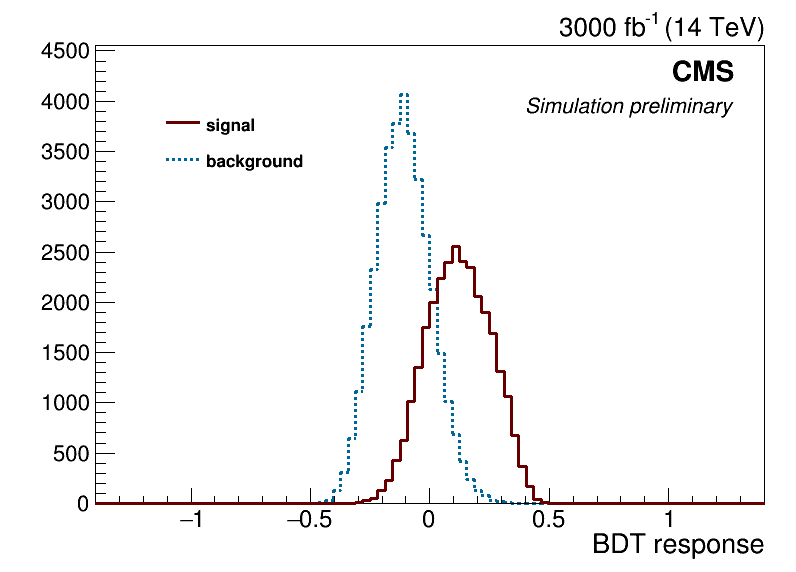 3000 fb⁻¹ (14 TeV)
CMS
Simulation preliminary
signal
background
4500
4000
3500
3000
2500
2000
1500
1000
500
0
−1 −0.5 0 0.5 1
BDT response